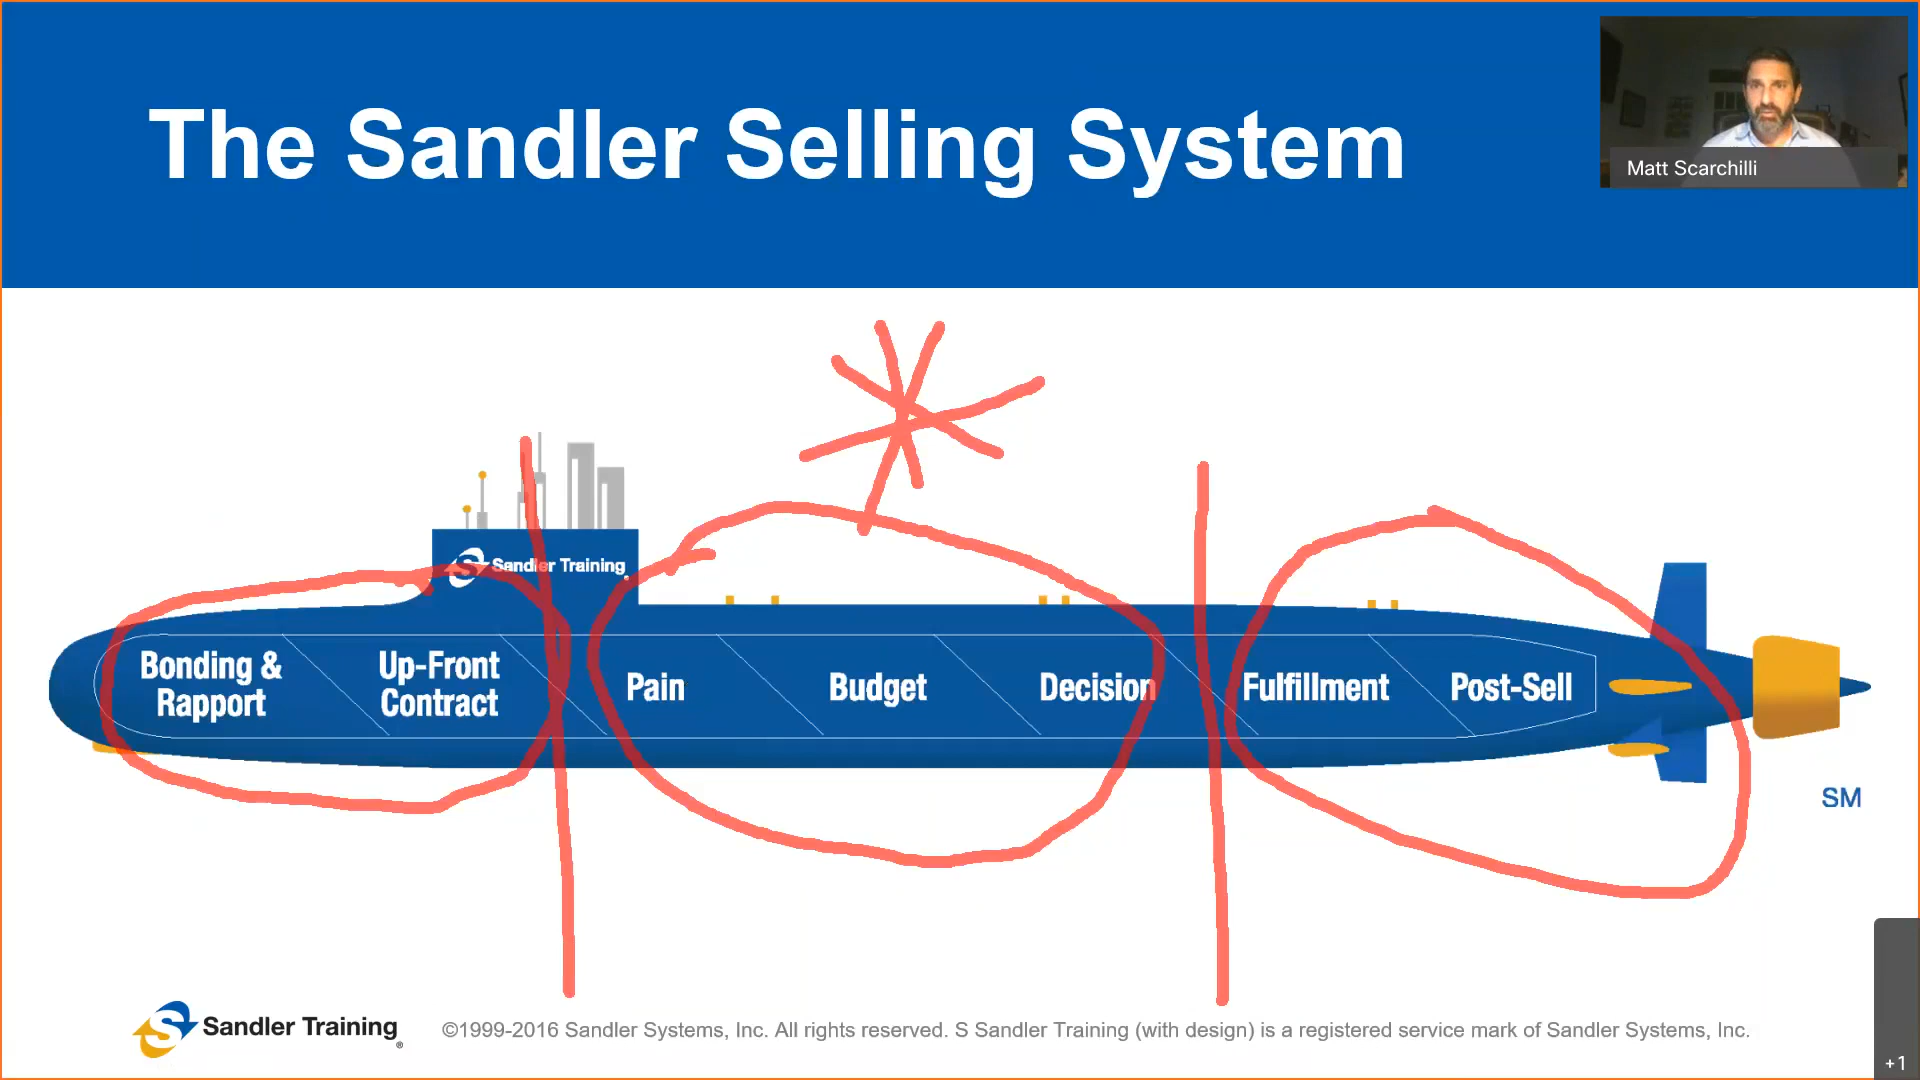 The Sandler Selling System
Matt Scarchilli
S Sandler Training
Bonding &
Rapport
Up-Front
Contract
Pain
Budget
Decision
Fulfillment
Post-Sell
SM
S Sandler Training®
©1999-2016 Sandler Systems, Inc. All rights reserved. S Sandler Training (with design) is a registered service mark of Sandler Systems, Inc.
+1